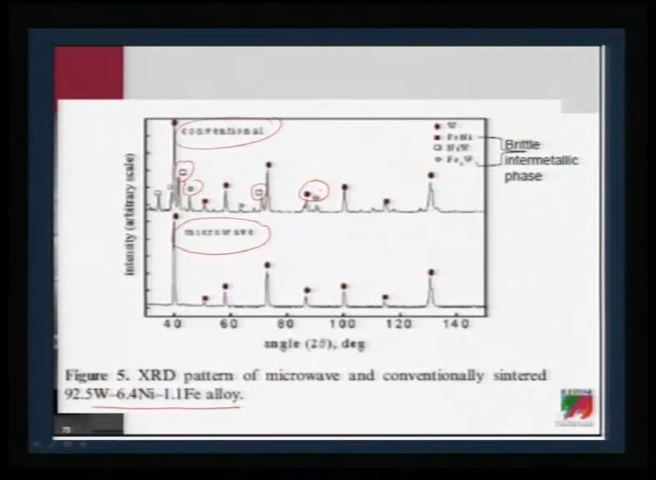 conventional
W
FeNi
NiW
Brittle
intermetallic
phase
microwave
intensity (arbitrary scale)
40 60 80 100 120 140
angle (2θ), deg
Figure 5. XRD pattern of microwave and conventionally sintered
92.5W–6.4Ni–1.1Fe alloy.